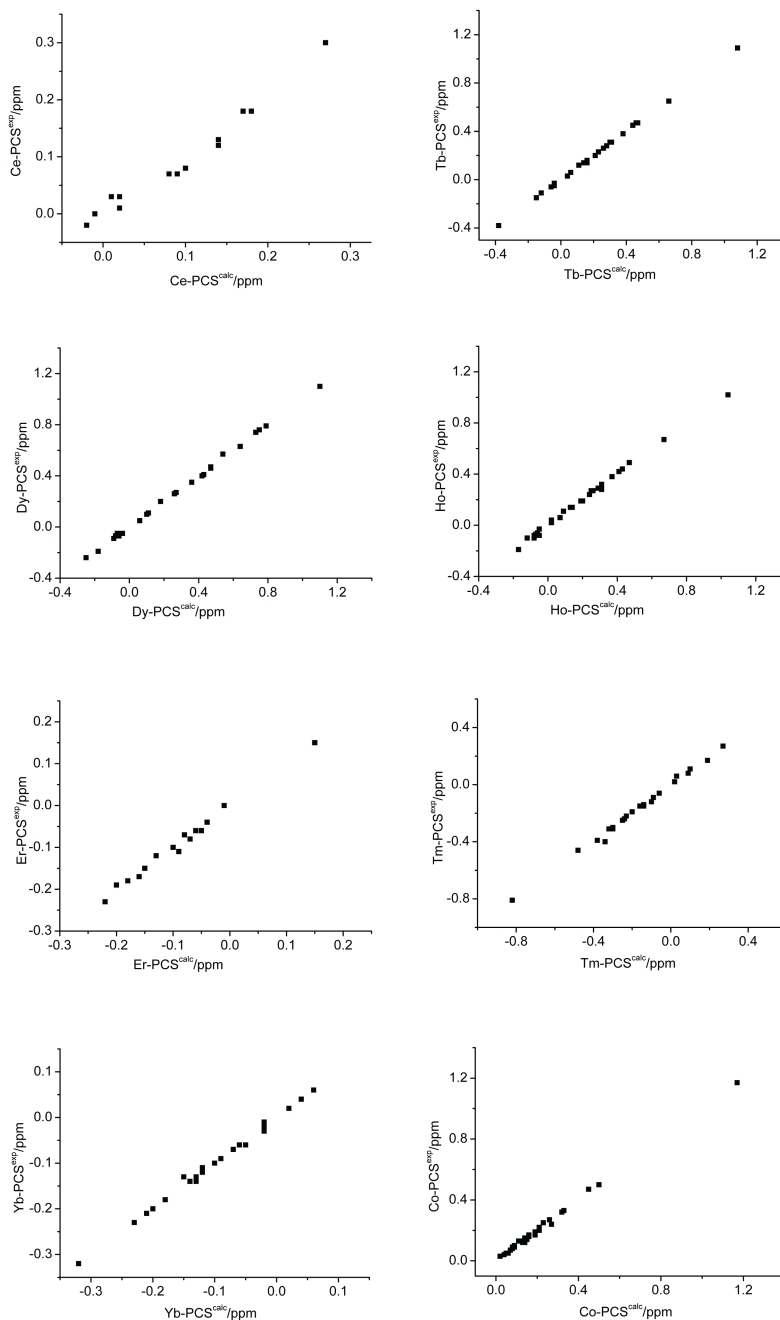 Ce-PCS^exp/ppm
0.3
0.2
0.1
0.0
0.0 0.1 0.2 0.3
Ce-PCS^calc/ppm
Tb-PCS^exp/ppm
1.2
0.8
0.4
0.0
-0.4
-0.4 0.0 0.4 0.8 1.2
Tb-PCS^calc/ppm
Dy-PCS^exp/ppm
1.2
0.8
0.4
0.0
-0.4
-0.4 0.0 0.4 0.8 1.2
Dy-PCS^calc/ppm
Ho-PCS^exp/ppm
1.2
0.8
0.4
0.0
-0.4
-0.4 0.0 0.4 0.8 1.2
Ho-PCS^calc/ppm
Er-PCS^exp/ppm
0.2
0.1
0.0
-0.1
-0.2
-0.3
-0.3 -0.2 -0.1 0.0 0.1 0.2
Er-PCS^calc/ppm
Tm-PCS^exp/ppm
0.4
0.0
-0.4
-0.8
-0.8 -0.4 0.0 0.4
Tm-PCS^calc/ppm
Yb-PCS^exp/ppm
0.1
0.0
-0.1
-0.2
-0.3
-0.3 -0.2 -0.1 0.0 0.1
Yb-PCS^calc/ppm
Co-PCS^exp/ppm
1.2
0.8
0.4
0.0
0.0 0.4 0.8 1.2
Co-PCS^calc/ppm